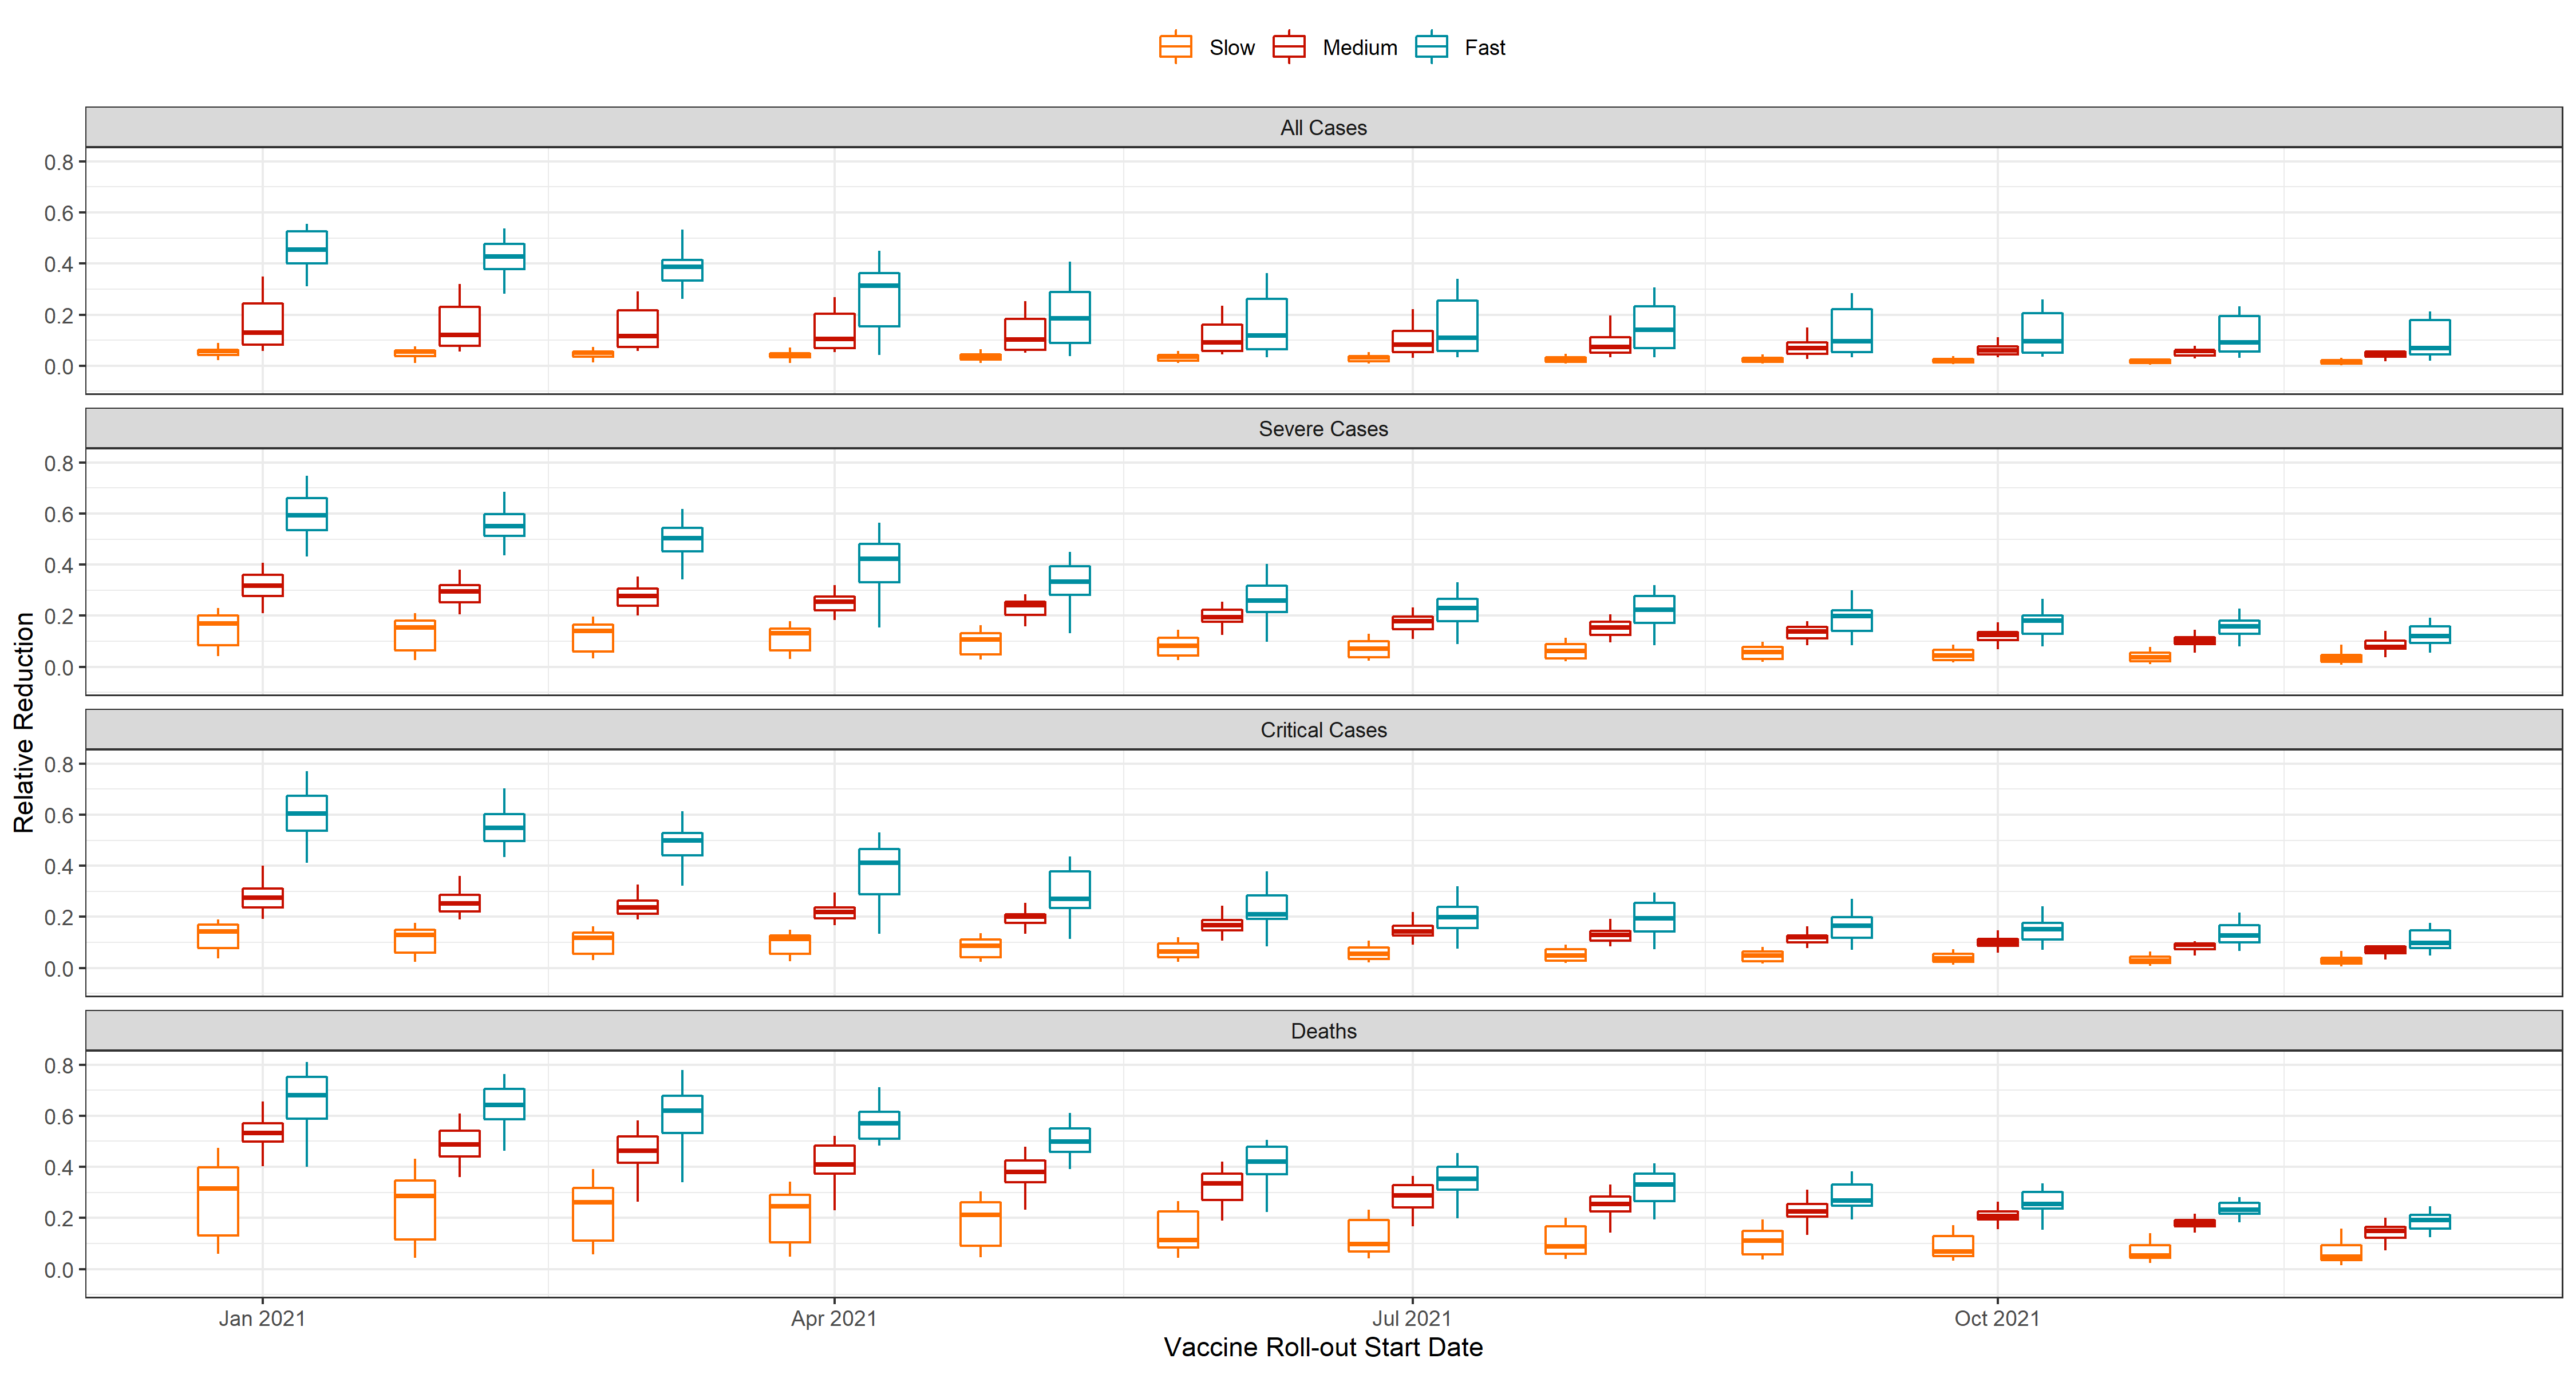 Slow Medium Fast
All Cases
0.8
0.6
0.4
0.2
0.0
Severe Cases
0.8
0.6
0.4
0.2
0.0
Critical Cases
0.8
0.6
0.4
0.2
0.0
Deaths
0.8
0.6
0.4
0.2
0.0
Relative Reduction
Jan 2021 Apr 2021 Jul 2021 Oct 2021
Vaccine Roll-out Start Date